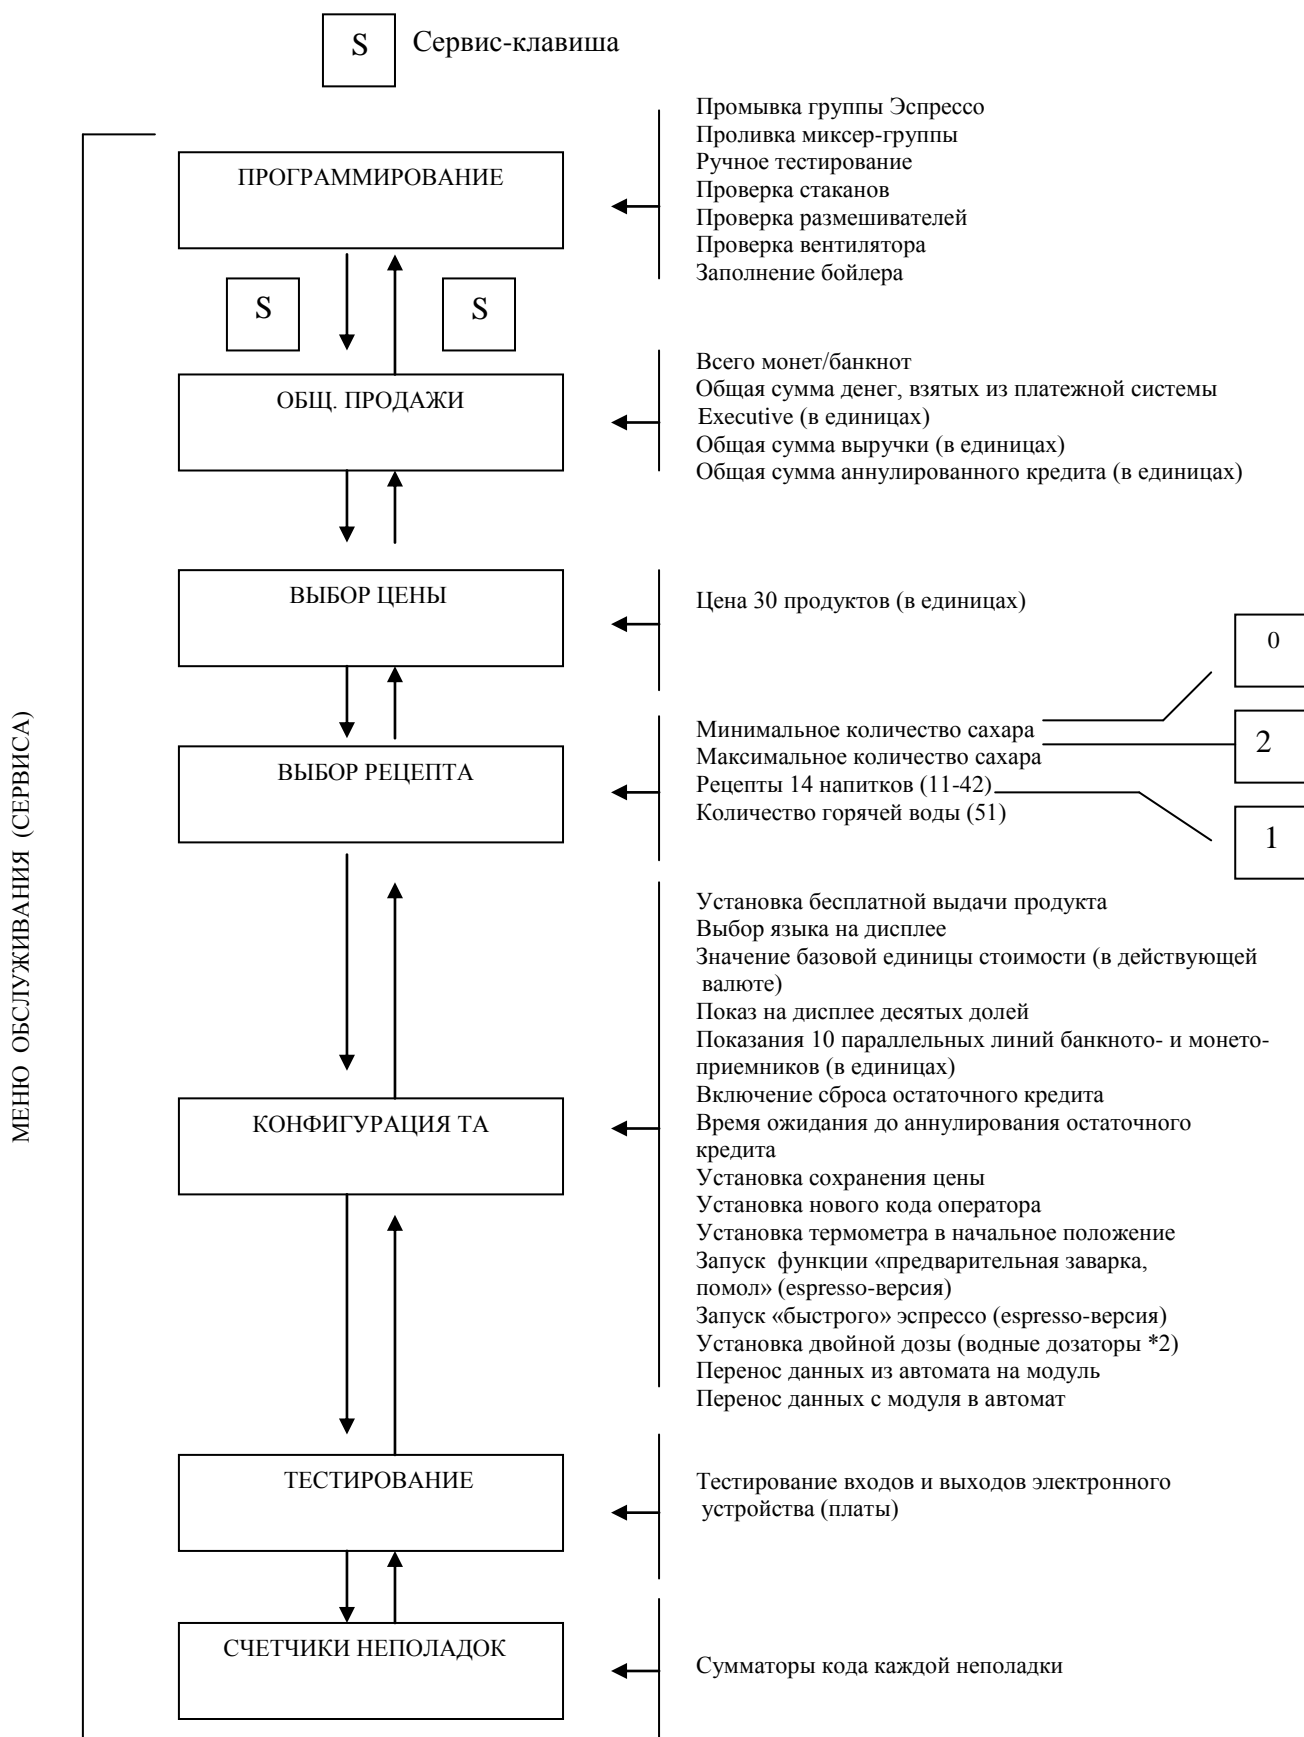 S Сервис-клавиша
Промывка группы Эспрессо
Проливка миксер-группы
Ручное тестирование
Проверка стаканов
Проверка размешивателей
Проверка вентилятора
Заполнение бойлера
ПРОГРАММИРОВАНИЕ
S
S
Всего монет/банкнот
Общая сумма денег, взятых из платежной системы
Executive (в единицах)
Общая сумма выручки (в единицах)
Общая сумма аннулированного кредита (в единицах)
ОБЩ. ПРОДАЖИ
ВЫБОР ЦЕНЫ
Цена 30 продуктов (в единицах)
0
2
1
Минимальное количество сахара
Максимальное количество сахара
Рецепты 14 напитков (11-42)
Количество горячей воды (51)
ВЫБОР РЕЦЕПТА
МЕНЮ ОБСЛУЖИВАНИЯ (СЕРВИСА)
Установка бесплатной выдачи продукта
Выбор языка на дисплее
Значение базовой единицы стоимости (в действующей
валюте)
Показ на дисплее десятых долей
Показания 10 параллельных линий банкното- и монето-
приемников (в единицах)
Включение сброса остаточного кредита
Время ожидания до аннулирования остаточного
кредита
Установка сохранения цены
Установка нового кода оператора
Установка термометра в начальное положение
Запуск функции «предварительная заварка,
помол» (espresso-версия)
Запуск «быстрого» эспрессо (espresso-версия)
Установка двойной дозы (водные дозаторы *2)
Перенос данных из автомата на модуль
Перенос данных с модуля в автомат
КОНФИГУРАЦИЯ ТА
ТЕСТИРОВАНИЕ
Тестирование входов и выходов электронного
устройства (платы)
СЧЕТЧИКИ НЕПОЛАДОК
Сумматоры кода каждой неполадки